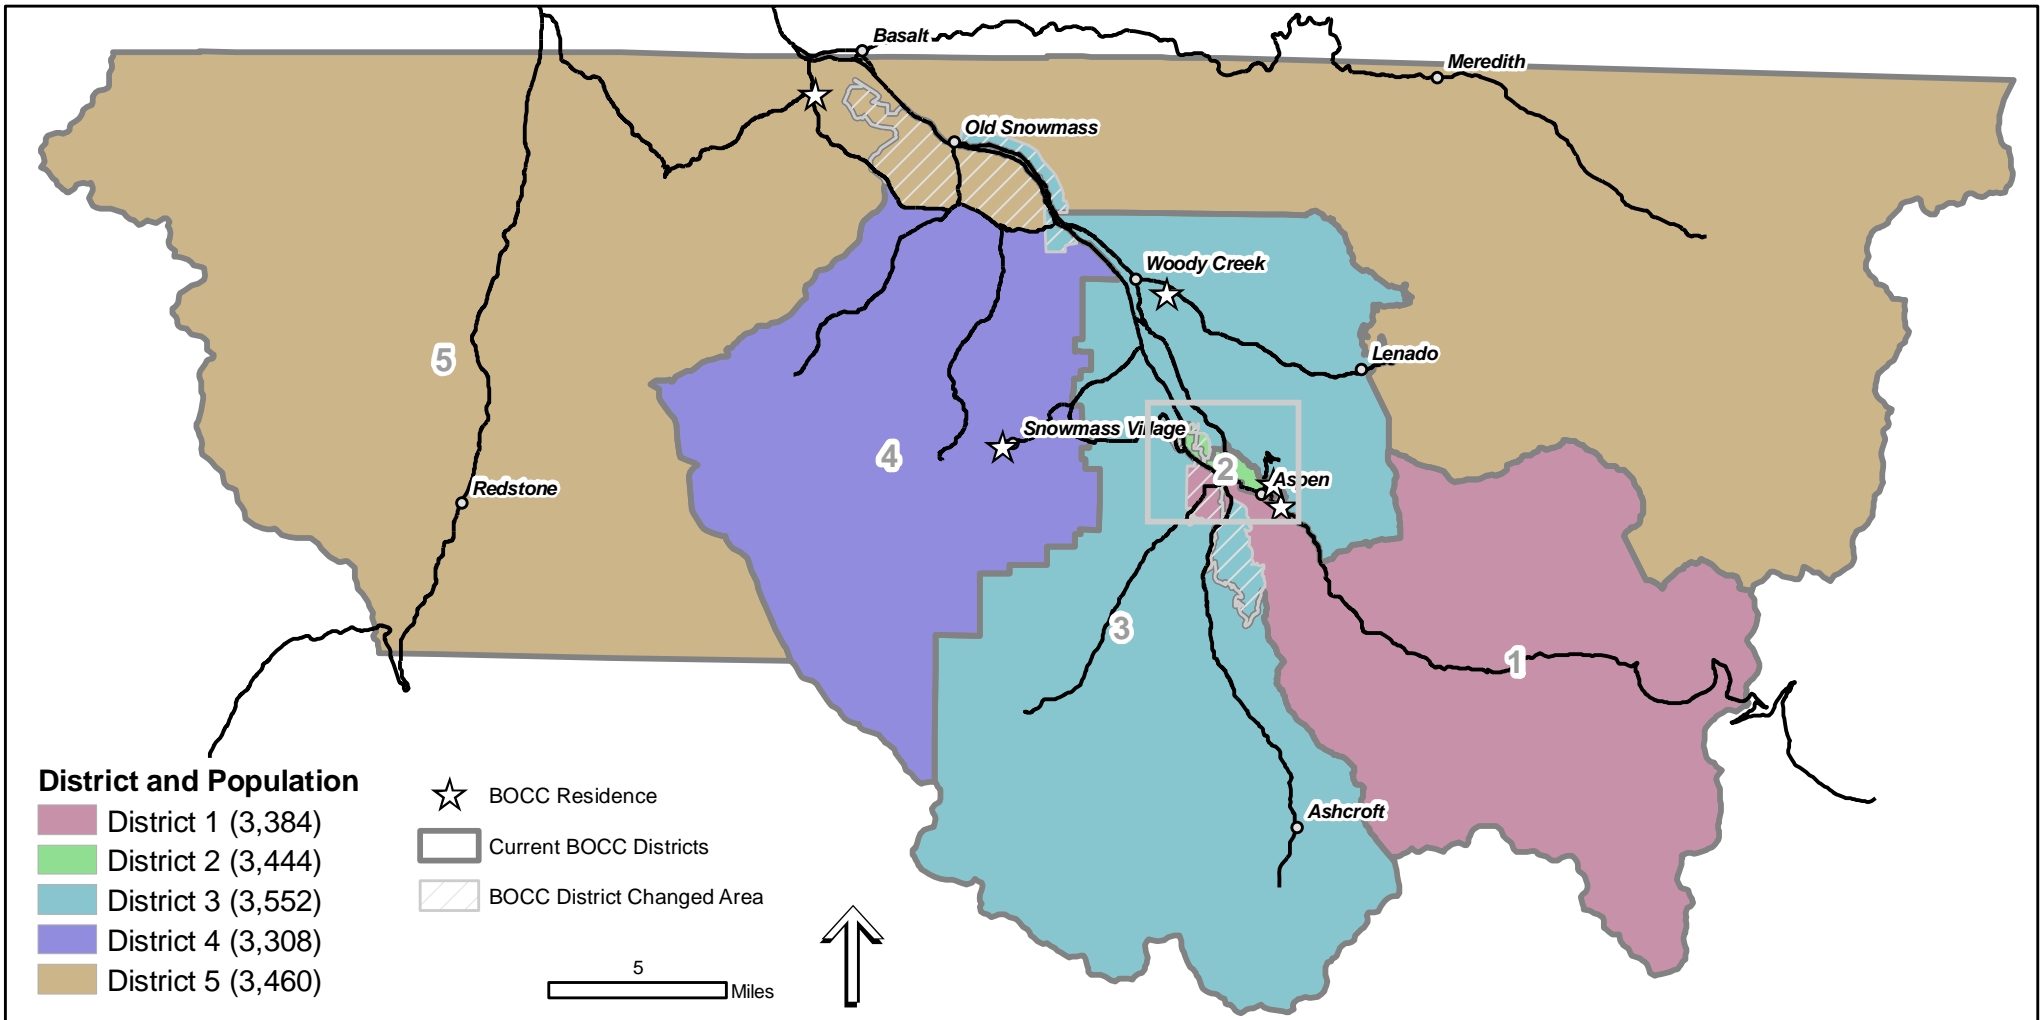 Basalt
Meredith
Old Snowmass
Woody Creek
Lenado
5
Snowmass Village
4
2
Aspen
Redstone
3
1
Ashcroft
District and Population
District 1 (3,384)
District 2 (3,444)
District 3 (3,552)
District 4 (3,308)
District 5 (3,460)
BOCC Residence
Current BOCC Districts
BOCC District Changed Area
5
Miles